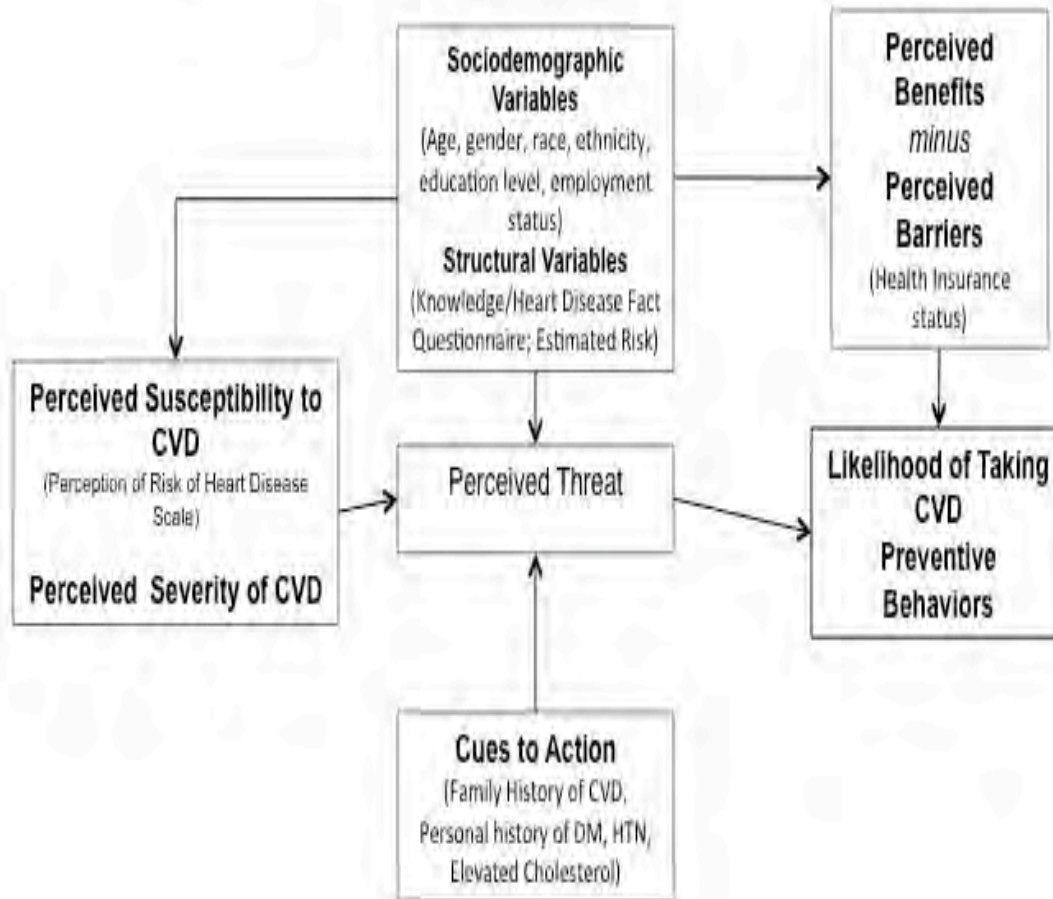 Sociodemographic
Variables
(Age, gender, race, ethnicity,
education level, employment
status)
Structural Variables
(Knowledge/Heart Disease Fact
Questionnaire; Estimated Risk)
Perceived
Benefits
minus
Perceived
Barriers
(Health Insurance
status)
Perceived Susceptibility to
CVD
(Perception of Risk of Heart Disease
Scale)
Perceived Severity of CVD
Perceived Threat
Likelihood of Taking
CVD
Preventive
Behaviors
Cues to Action
(Family History of CVD,
Personal history of DM, HTN,
Elevated Cholesterol)